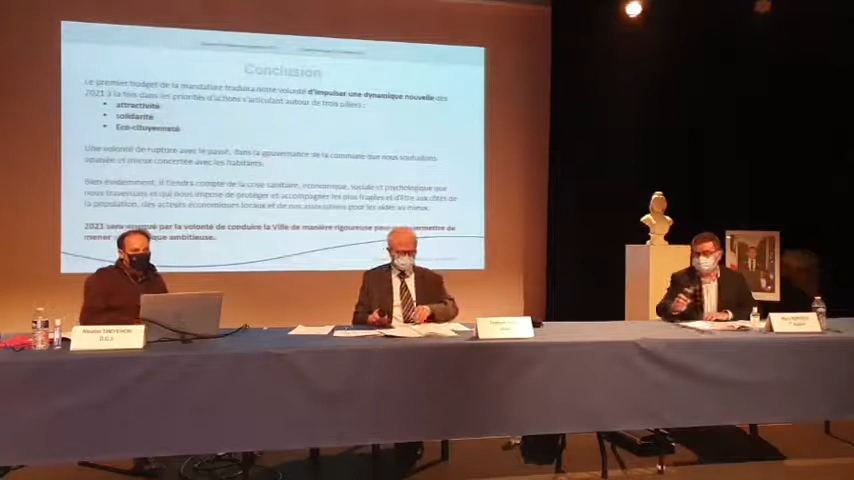 Conclusion
Le premier budget de la mandature traduira notre volonté d'impulser une dynamique nouvelle dès
2021 à la fois dans les priorités d'actions s'articulant autour de trois piliers :
• attractivité
• solidarité
• Eco-citoyenneté
Une volonté de rupture avec le passé, dans la gouvernance de la commune que nous souhaitons
apaisée et mieux concertée avec les habitants.
Bien évidemment, il tiendra compte de la crise sanitaire, économique, sociale et psychologique que
nous traversons et qui nous impose de protéger et accompagner les plus fragiles et d'être aux côtés de
la population, des acteurs économiques locaux et de nos associations pour les aider au mieux.
2021 sera marqué par la volonté de conduire la Ville de manière rigoureuse pour permettre de
mener ambitieuse.
Nicolas
D.G.S